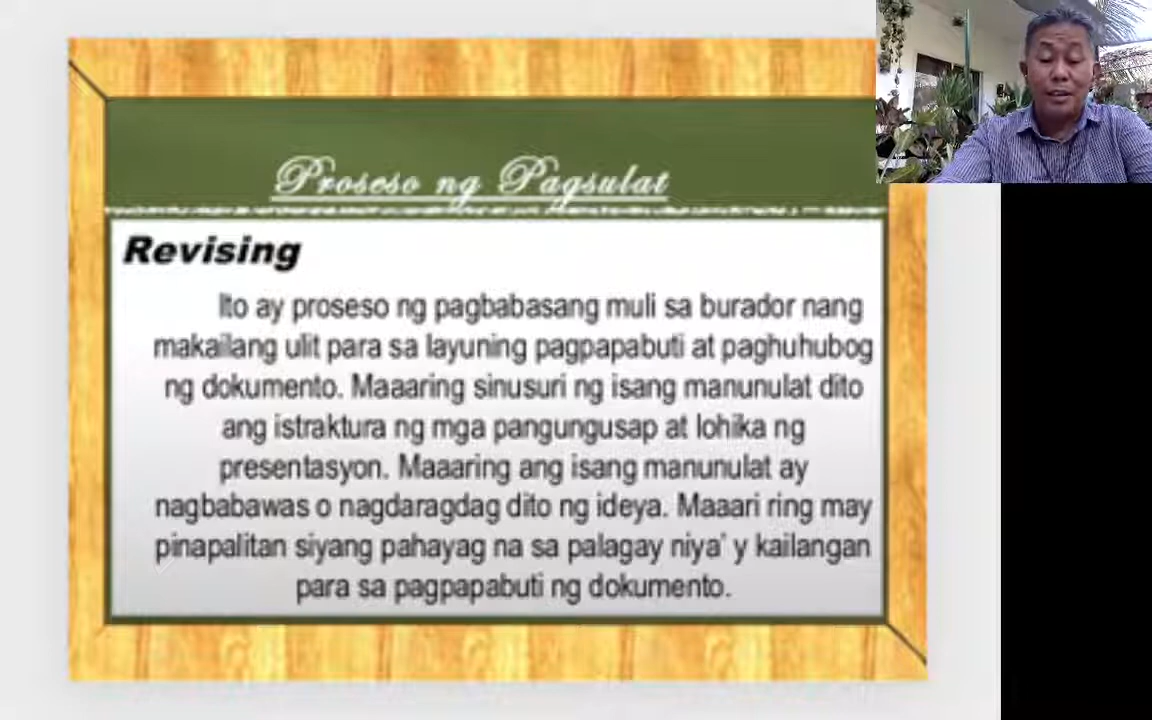 Proseso ng Pagsulat
Revising
Ito ay proseso ng pagbabasang muli sa burador nang
makailang ulit para sa layuning pagpapabuti at paghuhubog
ng dokumento. Maaaring sinusuri ng isang manunulat dito
ang istraktura ng mga pangungusap at lohika ng
presentasyon. Maaaring ang isang manunulat ay
nagbabawas o nagdaragdag dito ng ideya. Maaari ring may
pinapalitan siyang pahayag na sa palagay niya' y kailangan
para sa pagpapabuti ng dokumento.